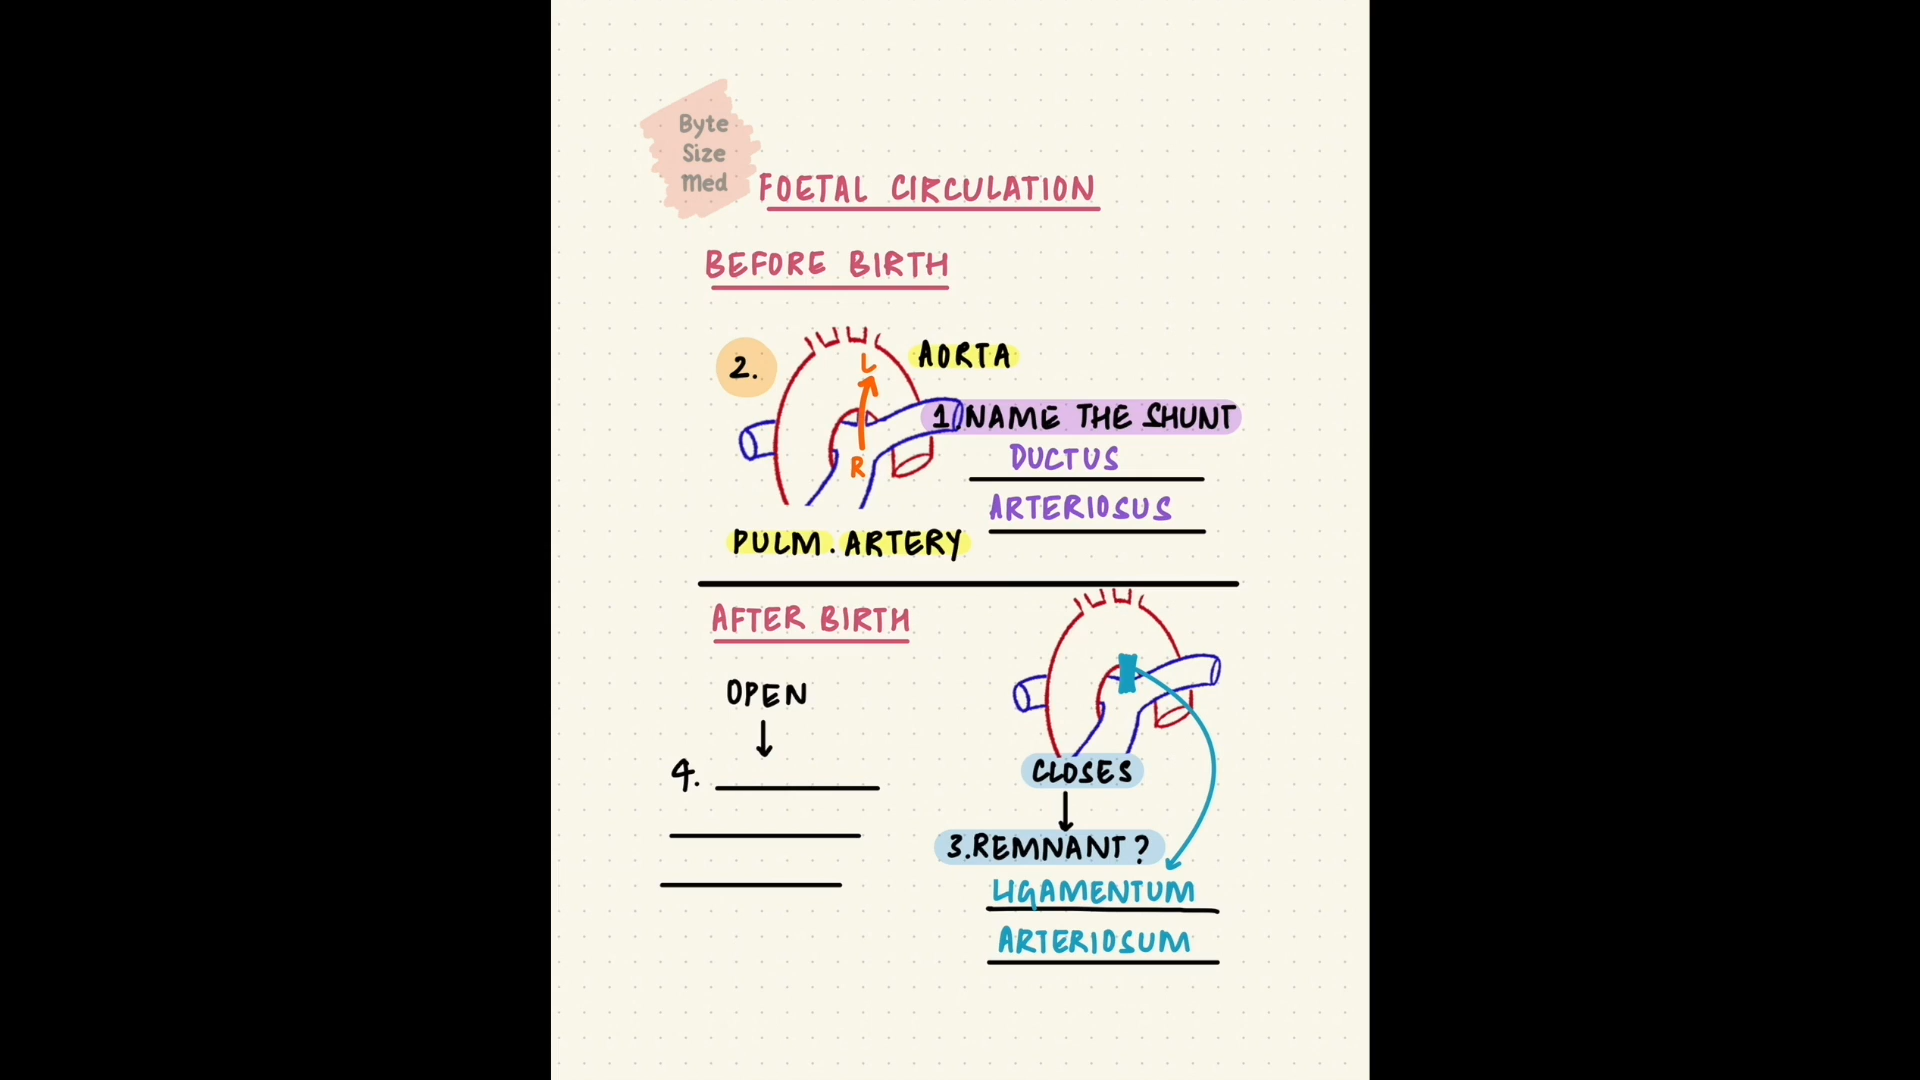 Byte
Size
Med
FOETAL CIRCULATION
BEFORE BIRTH
2.
L
AORTA
1 NAME THE SHUNT
R
DUCTUS
ARTERIOSUS
PULM. ARTERY
AFTER BIRTH
OPEN
4.
CLOSES
3.REMNANT?
LIGAMENTUM
ARTERIOSUM